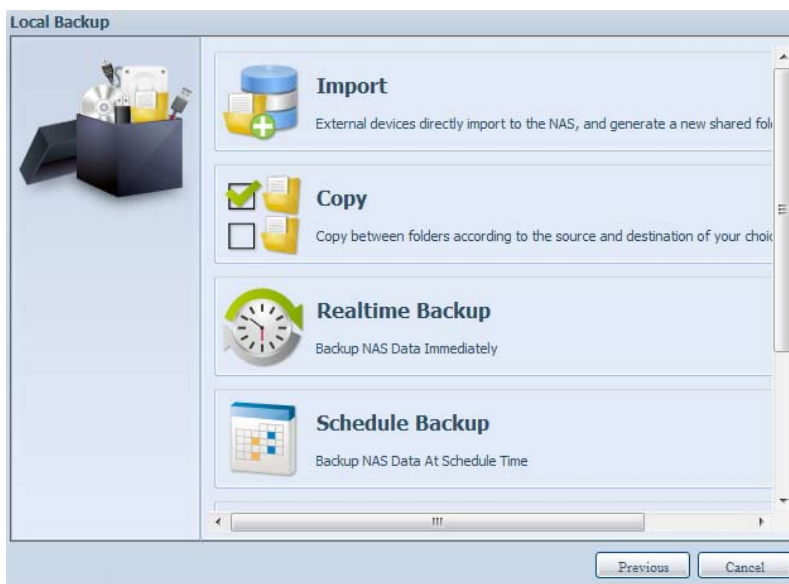 Local Backup
Import
External devices directly import to the NAS, and generate a new shared
Copy
Copy between folders according to the source and destination of your
Realtime Backup
Backup NAS Data Immediately
Schedule Backup
Backup NAS Data At Schedule Time
Previous
Cancel